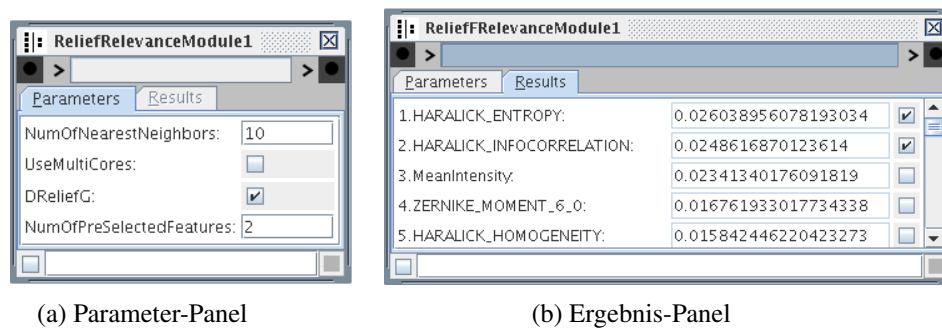 ReliefRelevanceModule1
> >
Parameters Results
NumOfNearestNeighbors: 10
UseMultiCores:
DReliefG:
NumOfPreSelectedFeatures: 2
(a) Parameter-Panel
ReliefFRelevanceModule1
> >
Parameters Results
1.HARALICK_ENTROPY: 0.026038956078193034
2.HARALICK_INFOCORRELATION: 0.0248616870123614
3.MeanIntensity: 0.02341340176091819
4.ZERNIKE_MOMENT_6_0: 0.016761933017734338
5.HARALICK_HOMOGENEITY: 0.015842446220423273
(b) Ergebnis-Panel